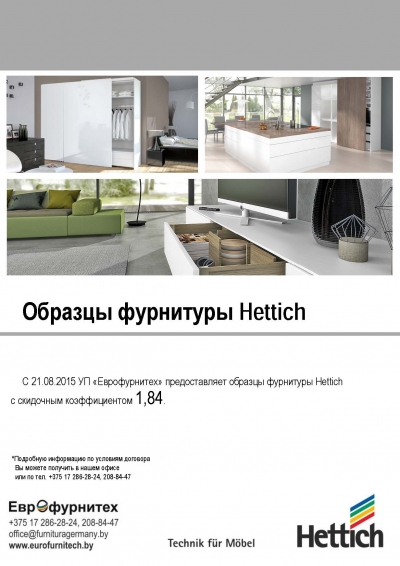 Образцы фурнитуры Hettich
С 21.08.2015 УП «Еврофурнитех» предоставляет образцы фурнитуры Hettich
с скидочным коэффициентом 1,84.
*Подробную информацию по условиям договора
Вы можете получить в нашем офисе
или по тел. +375 17 286-28-24, 208-84-47
Еврофурнитех
+375 17 286-28-24, 208-84-47
office@furnituragermany.by
www.eurofurnitech.by
Technik für Möbel
Hettich